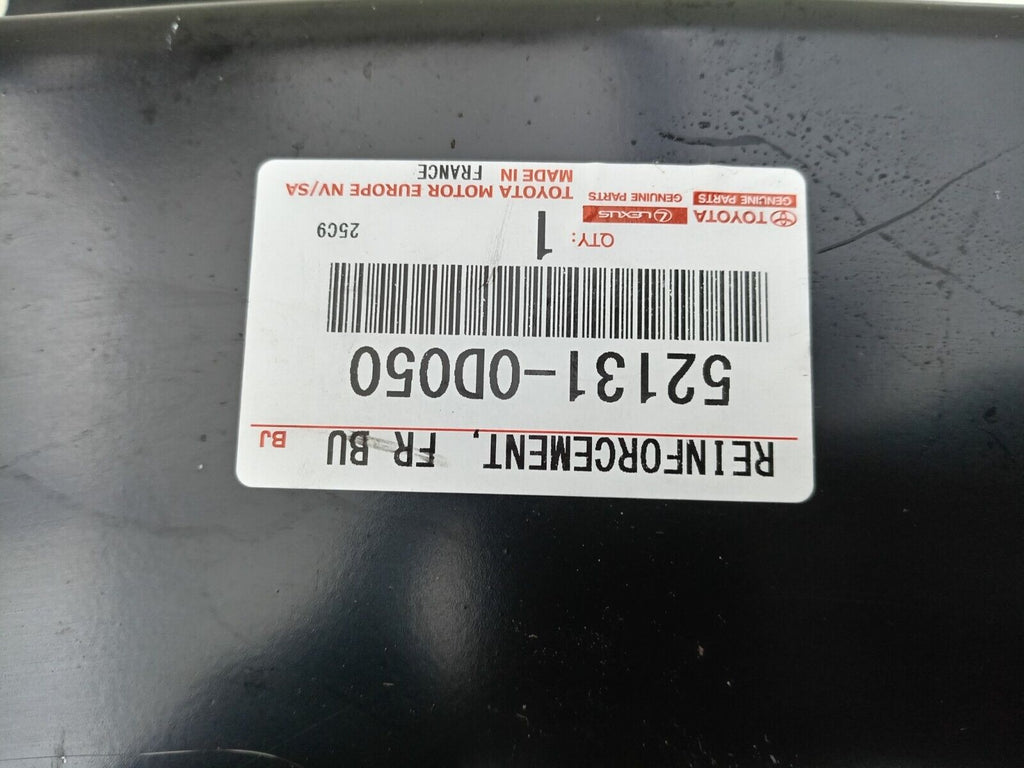 REINFORCEMENT, FR BU
BJ
52131-0D050
QTY: 1
25C9
TOYOTA
GENUINE PARTS
LEXUS
GENUINE PARTS
TOYOTA MOTOR EUROPE NV/SA
MADE IN FRANCE